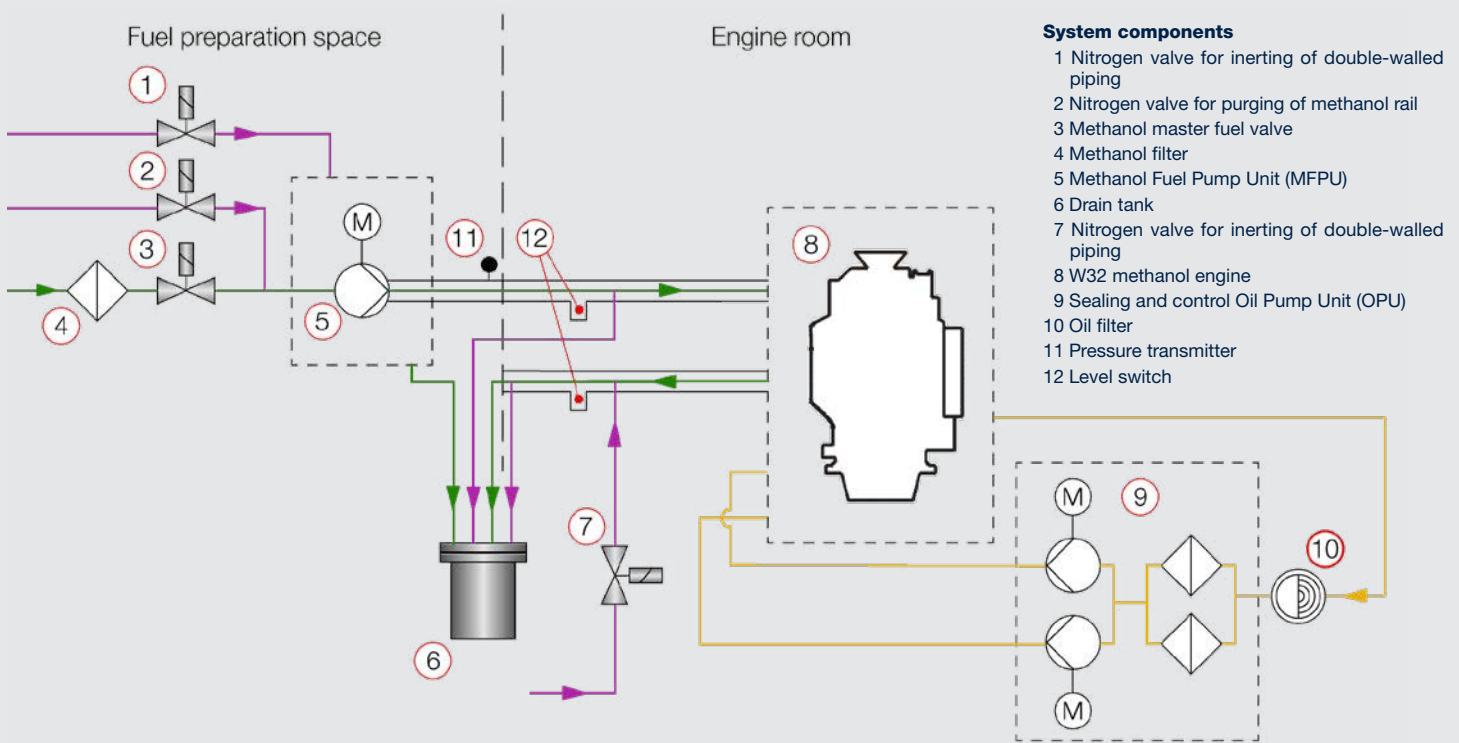 Fuel preparation space
Engine room
1
2
3
4
M
5
11
12
8
6
7
M
9
10
M
System components
1 Nitrogen valve for inerting of double-walled
piping
2 Nitrogen valve for purging of methanol rail
3 Methanol master fuel valve
4 Methanol filter
5 Methanol Fuel Pump Unit (MFPU)
6 Drain tank
7 Nitrogen valve for inerting of double-walled
piping
8 W32 methanol engine
9 Sealing and control Oil Pump Unit (OPU)
10 Oil filter
11 Pressure transmitter
12 Level switch